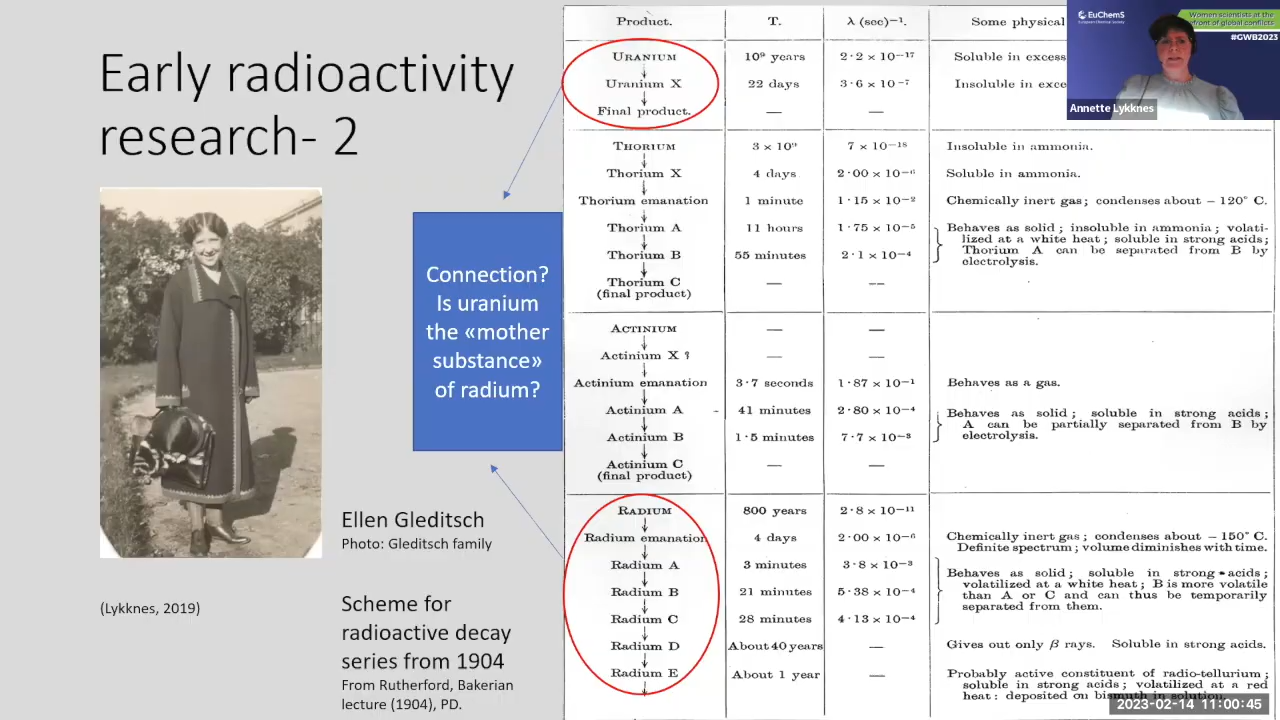 Early radioactivity
research- 2
Connection?
Is uranium
the «mother
substance»
of radium?
Ellen Gleditsch
Photo: Gleditsch family
(Lykknes, 2019)
Scheme for
radioactive decay
series from 1904
From Rutherford, Bakerian
lecture (1904), PD.
Product. T. λ (sec)⁻¹. Some physical
URANIUM 10⁹ years 2·2 x 10⁻¹⁷ Soluble in excess
↓
Uranium X 22 days 3·6 x 10⁻⁷ Insoluble in exce
↓
Final product. — —
THORIUM 3 x 10⁹ 7 x 10⁻¹⁸ Insoluble in ammonia.
↓
Thorium X 4 days 2·00 x 10⁻⁶ Soluble in ammonia.
↓
Thorium emanation 1 minute 1·15 x 10⁻² Chemically inert gas; condenses about − 120° C.
↓
Thorium A 11 hours 1·75 x 10⁻⁵ Behaves as solid; insoluble in ammonia; volati-
lized at a white heat; soluble in strong acids;
↓
Thorium B 55 minutes 2·1 x 10⁻⁴ Thorium A can be separated from B by
electrolysis.
↓
Thorium C — —
(final product)
ACTINIUM — —
↓
Actinium X ? — —
↓
Actinium emanation 3·7 seconds 1·87 x 10⁻¹ Behaves as a gas.
↓
Actinium A 41 minutes 2·80 x 10⁻⁴ Behaves as solid; soluble in strong acids;
A can be partially separated from B by
↓
Actinium B 1·5 minutes 7·7 x 10⁻³ electrolysis.
↓
Actinium C — —
(final product)
RADIUM 800 years 2·8 x 10⁻¹¹
↓
Radium emanation 4 days 2·00 x 10⁻⁶ Chemically inert gas; condenses about − 150° C.
Definite spectrum; volume diminishes with time.
↓
Radium A 3 minutes 3·8 x 10⁻³ Behaves as solid; soluble in strong acids;
volatilized at a white heat; B is more volatile
↓
Radium B 21 minutes 5·38 x 10⁻⁴ than A or C and can thus be temporarily
separated from them.
↓
Radium C 28 minutes 4·13 x 10⁻⁴
↓
Radium D About 40 years — Gives out only β rays. Soluble in strong acids.
↓
Radium E About 1 year — Probably active constituent of radio-tellurium;
soluble in strong acids; volatilized at a red
heat: deposited on bismuth in solution.
↓
EuChemS
European Chemical Society
Women scientists at the
front of global conflicts
#GWB2023
Annette Lykknes
2023-02-14 11:00:45